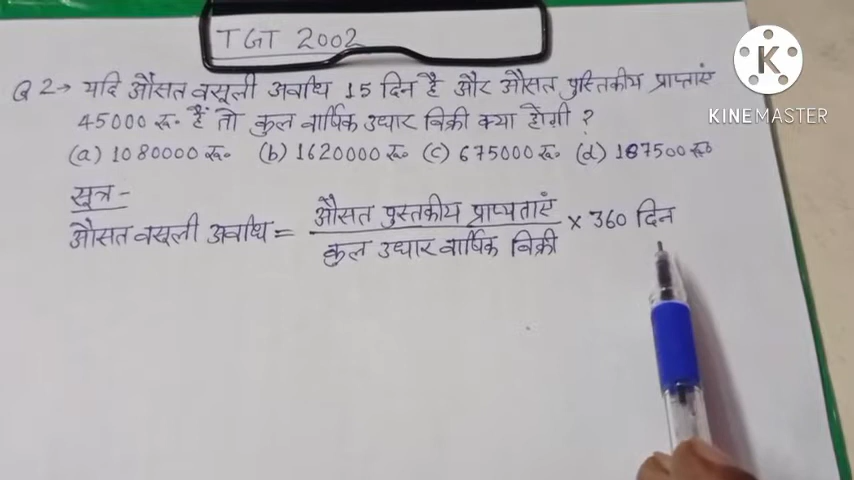 TGT 2002
Q 2→ यदि औसत वसूली अवधि 15 दिन है और औसत पुस्तिकीय प्राप्ताएं
45000 रू. हैं तो कुल वार्षिक उधार बिक्री क्या होगी ?
(a) 1080000 रू. (b) 1620000 रू. (c) 675000 रू. (d) 187500 रू.
सूत्र -
औसत वसूली अवधि = औसत पुस्तकीय प्राप्यताएं × 360 दिन
कुल उधार वार्षिक बिक्री
K
KINEMASTER